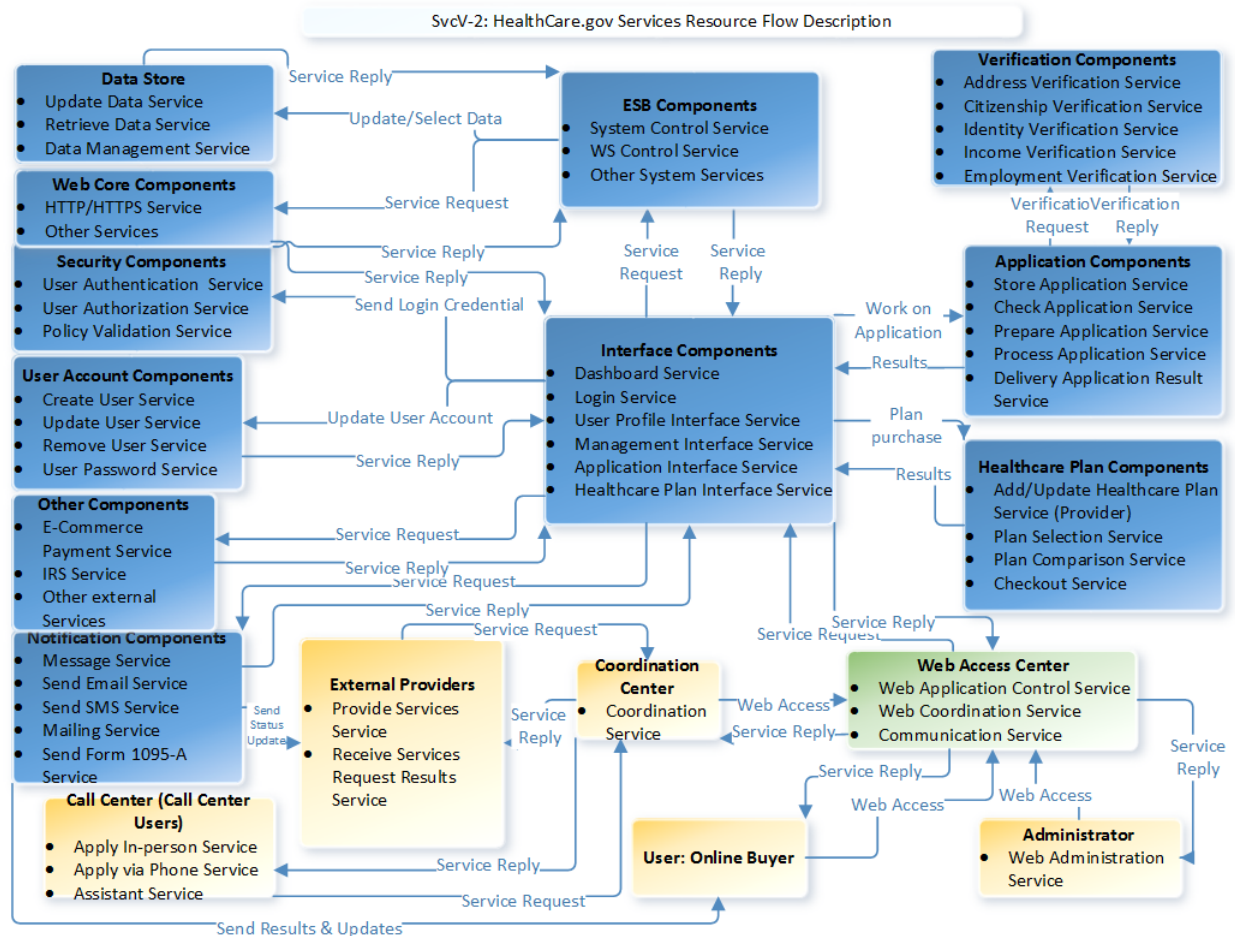 SvcV-2: HealthCare.gov Services Resource Flow Description
Data Store
Update Data Service
Retrieve Data Service
Data Management Service
Service Reply
Update/Select Data
ESB Components
System Control Service
WS Control Service
Other System Services
Verification Components
Address Verification Service
Citizenship Verification Service
Identity Verification Service
Income Verification Service
Employment Verification Service
Web Core Components
HTTP/HTTPS Service
Other Services
Service Request
Service Reply
Service Reply
Service
Request
Service
Reply
Verificatio
Request
Verification
Reply
Security Components
User Authentication Service
User Authorization Service
Policy Validation Service
Send Login Credential
Application Components
Store Application Service
Check Application Service
Prepare Application Service
Process Application Service
Delivery Application Result
Service
Work on
Application
Results
Interface Components
Dashboard Service
Login Service
User Profile Interface Service
Management Interface Service
Application Interface Service
Healthcare Plan Interface Service
User Account Components
Create User Service
Update User Service
Remove User Service
User Password Service
Update User Account
Service Reply
Plan
purchase
Results
Healthcare Plan Components
Add/Update Healthcare Plan
Service (Provider)
Plan Selection Service
Plan Comparison Service
Checkout Service
Other Components
E-Commerce
Payment Service
IRS Service
Other external
Services
Service Request
Service Reply
Service Request
Service Reply
Service Request
Service Request
Service Reply
Notification Components
Message Service
Send Email Service
Send SMS Service
Mailing Service
Send Form 1095-A
Service
Send
Status
Update
External Providers
Provide Services
Service
Receive Services
Request Results
Service
Service
Reply
Coordination
Center
Coordination
Service
Web Access
Service Reply
Web Access Center
Web Application Control Service
Web Coordination Service
Communication Service
Service
Reply
Service Reply
Web Access
Web Access
Call Center (Call Center
Users)
Apply In-person Service
Apply via Phone Service
Assistant Service
Service Reply
Service Request
User: Online Buyer
Administrator
Web Administration
Service
Send Results & Updates